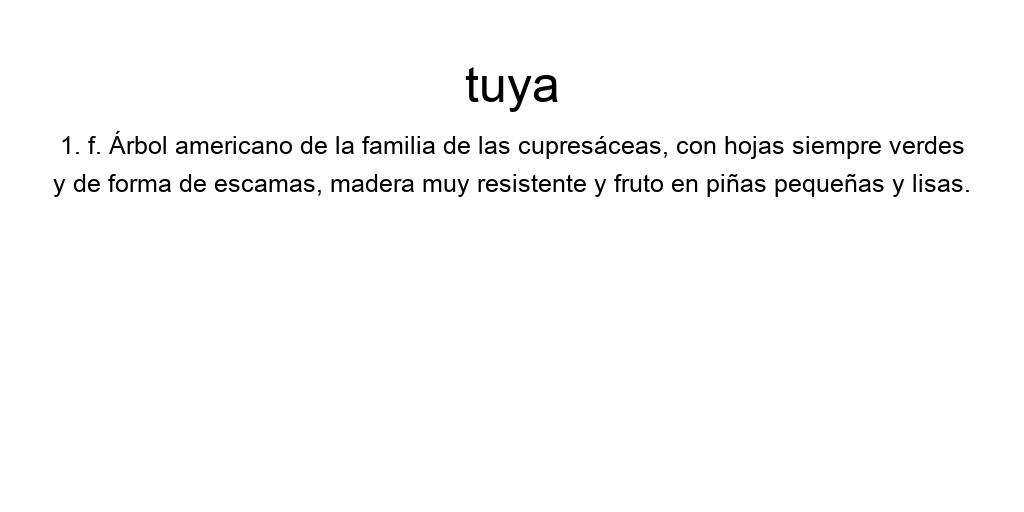 tuya
1. f. Árbol americano de la familia de las cupresáceas, con hojas siempre verdes
y de forma de escamas, madera muy resistente y fruto en piñas pequeñas y lisas.